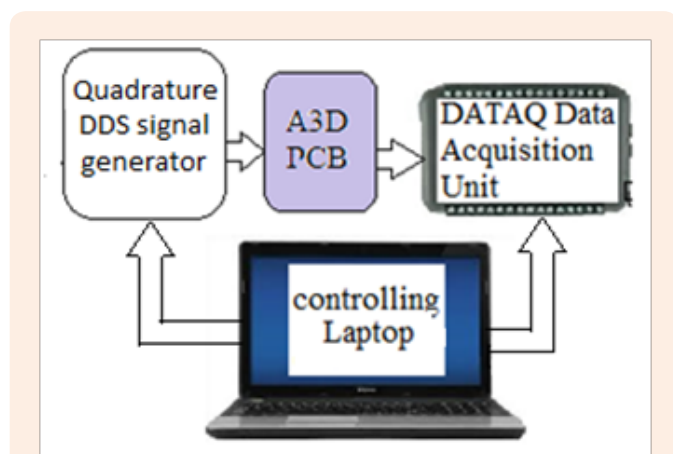 Quadrature
DDS signal
generator
A3D
PCB
DATAQ Data
Acquisition
Unit
controlling
Laptop